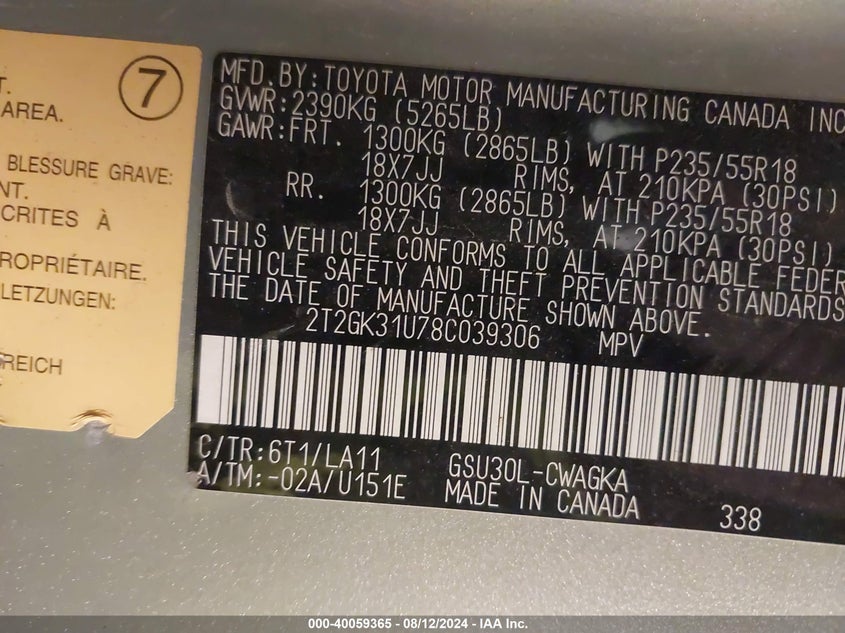 7
T.
AREA.
BLESSURE GRAVE:
NT.
CRITES À
ROPRIÉTAIRE.
LETZUNGEN:
REICH
MFD.BY:TOYOTA MOTOR MANUFACTURING CANADA INC
GVWR:2390KG (5265LB)
GAWR:FRT. 1300KG (2865LB) WITH P235/55R18
18X7JJ RIMS, AT 210KPA (30PSI)
RR. 1300KG (2865LB) WITH P235/55R18
18X7JJ RIMS, AT 210KPA (30PSI)
THIS VEHICLE CONFORMS TO ALL APPLICABLE FEDER
VEHICLE SAFETY AND THEFT PREVENTION STANDARDS
THE DATE OF MANUFACTURE SHOWN ABOVE.
2T2GK31U78C039306 MPV
C/TR:6T1/LA11 GSU30L-CWAGKA
A/TM:-02A/U151E MADE IN CANADA 338
000-40059365 - 08/12/2024 - IAA Inc.